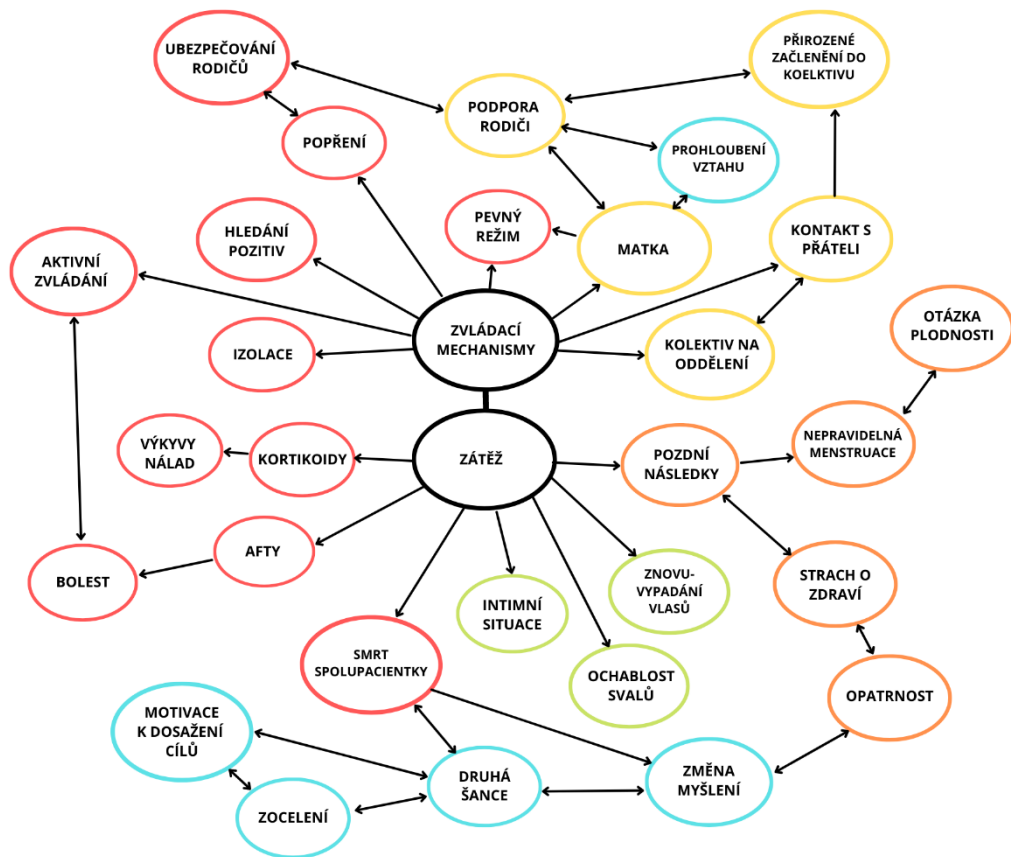 UBEZPEČOVÁNÍ
RODIČŮ
PŘIROZENÉ
ZAČLENĚNÍ DO
KOELKTIVU
PODPORA
RODIČI
POPŘENÍ
PROHLOUBENÍ
VZTAHU
HLEDÁNÍ
POZITIV
PEVNÝ
REŽIM
MATKA
KONTAKT S
PŘÁTELI
AKTIVNÍ
ZVLÁDÁNÍ
ZVLÁDACÍ
MECHANISMY
IZOLACE
KOLEKTIV NA
ODDĚLENÍ
OTÁZKA
PLODNOSTI
VÝKYVY
NÁLAD
KORTIKOIDY
ZÁTĚŽ
POZDNÍ
NÁSLEDKY
NEPRAVIDELNÁ
MENSTRUACE
AFTY
BOLEST
INTIMNÍ
SITUACE
ZNOVU-
VYPADÁNÍ
VLASŮ
STRACH O
ZDRAVÍ
SMRT
SPOLUPACIENTKY
OCHABLOST
SVALŮ
OPATRNOST
MOTIVACE
K DOSAŽENÍ
CÍLŮ
DRUHÁ
ŠANCE
ZMĚNA
MYŠLENÍ
ZOCELENÍ